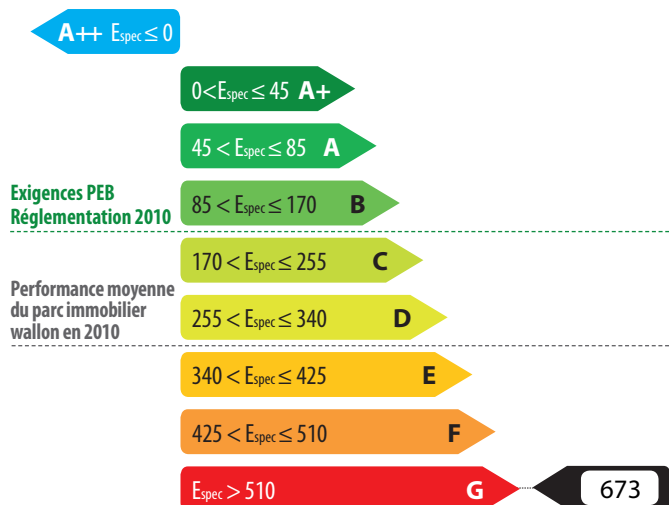 A++ Espec ≤ 0
0<Espec ≤ 45 A+
45 < Espec ≤ 85 A
Exigences PEB
Réglementation 2010
85 < Espec ≤ 170 B
170 < Espec ≤ 255 C
Performance moyenne
du parc immobilier
wallon en 2010
255 < Espec ≤ 340 D
340 < Espec ≤ 425 E
425 < Espec ≤ 510 F
Espec > 510 G
673